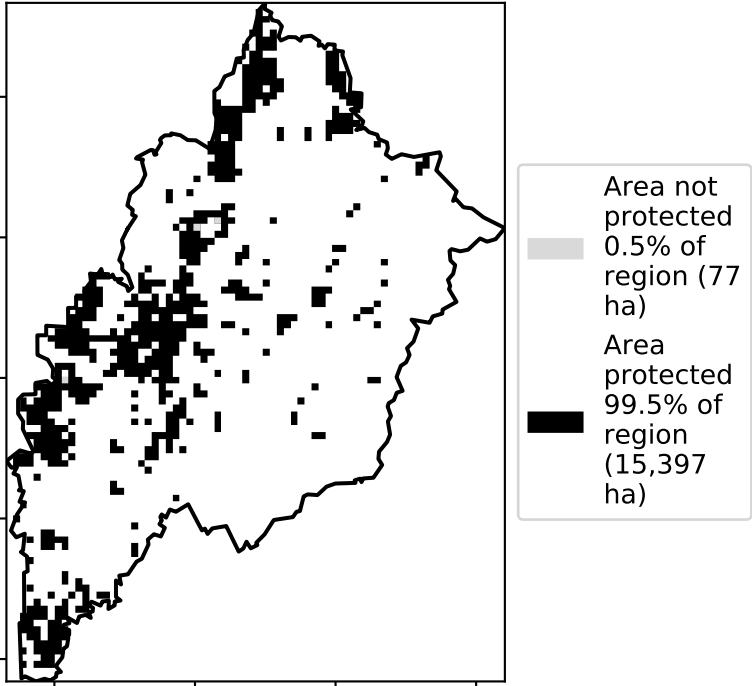 Area not
protected
0.5% of
region (77
ha)
Area
protected
99.5% of
region
(15,397
ha)